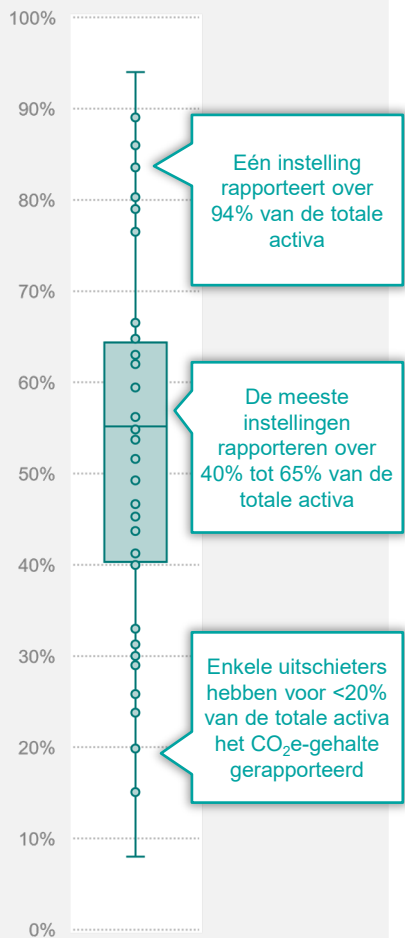 100%
90%
Eén instelling
rapporteert over
94% van de totale
activa
80%
70%
60%
De meeste
instellingen
rapporteren over
40% tot 65% van de
totale activa
50%
40%
30%
Enkele uitschieters
hebben voor <20%
van de totale activa
het CO₂e-gehalte
gerapporteerd
20%
10%
0%